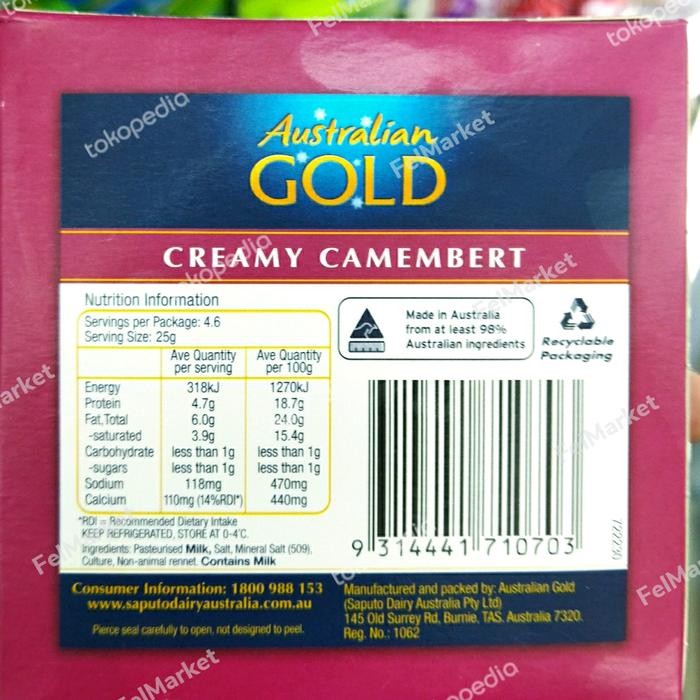 Australian
GOLD
CREAMY CAMEMBERT
Nutrition Information
Servings per Package: 4.6
Serving Size: 25g
Ave Quantity per serving Ave Quantity per 100g
Energy 318kJ 1270kJ
Protein 4.7g 18.7g
Fat,Total 6.0g 24.0g
-saturated 3.9g 15.4g
Carbohydrate less than 1g less than 1g
-sugars less than 1g less than 1g
Sodium 118mg 470mg
Calcium 110mg (14%RDI*) 440mg
*RDI = Recommended Dietary Intake
KEEP REFRIGERATED, STORE AT 0-4°C.
Ingredients: Pasteurised Milk, Salt, Mineral Salt (509),
Culture, Non-animal rennet. Contains Milk
Made in Australia
from at least 98%
Australian ingredients
Recyclable
Packaging
9 314441 710703
Consumer Information: 1800 988 153
www.saputodairyaustralia.com.au
Pierce seal carefully to open, not designed to peel.
Manufactured and packed by: Australian Gold
(Saputo Dairy Australia Pty Ltd)
145 Old Surrey Rd, Burnie, TAS. Australia 7320.
Reg. No.: 1062
tokopedia
FelMarket
tokopedia
FelMarket
tokopedia
FelMarket
FelMarket
FelMarket
FelMarket